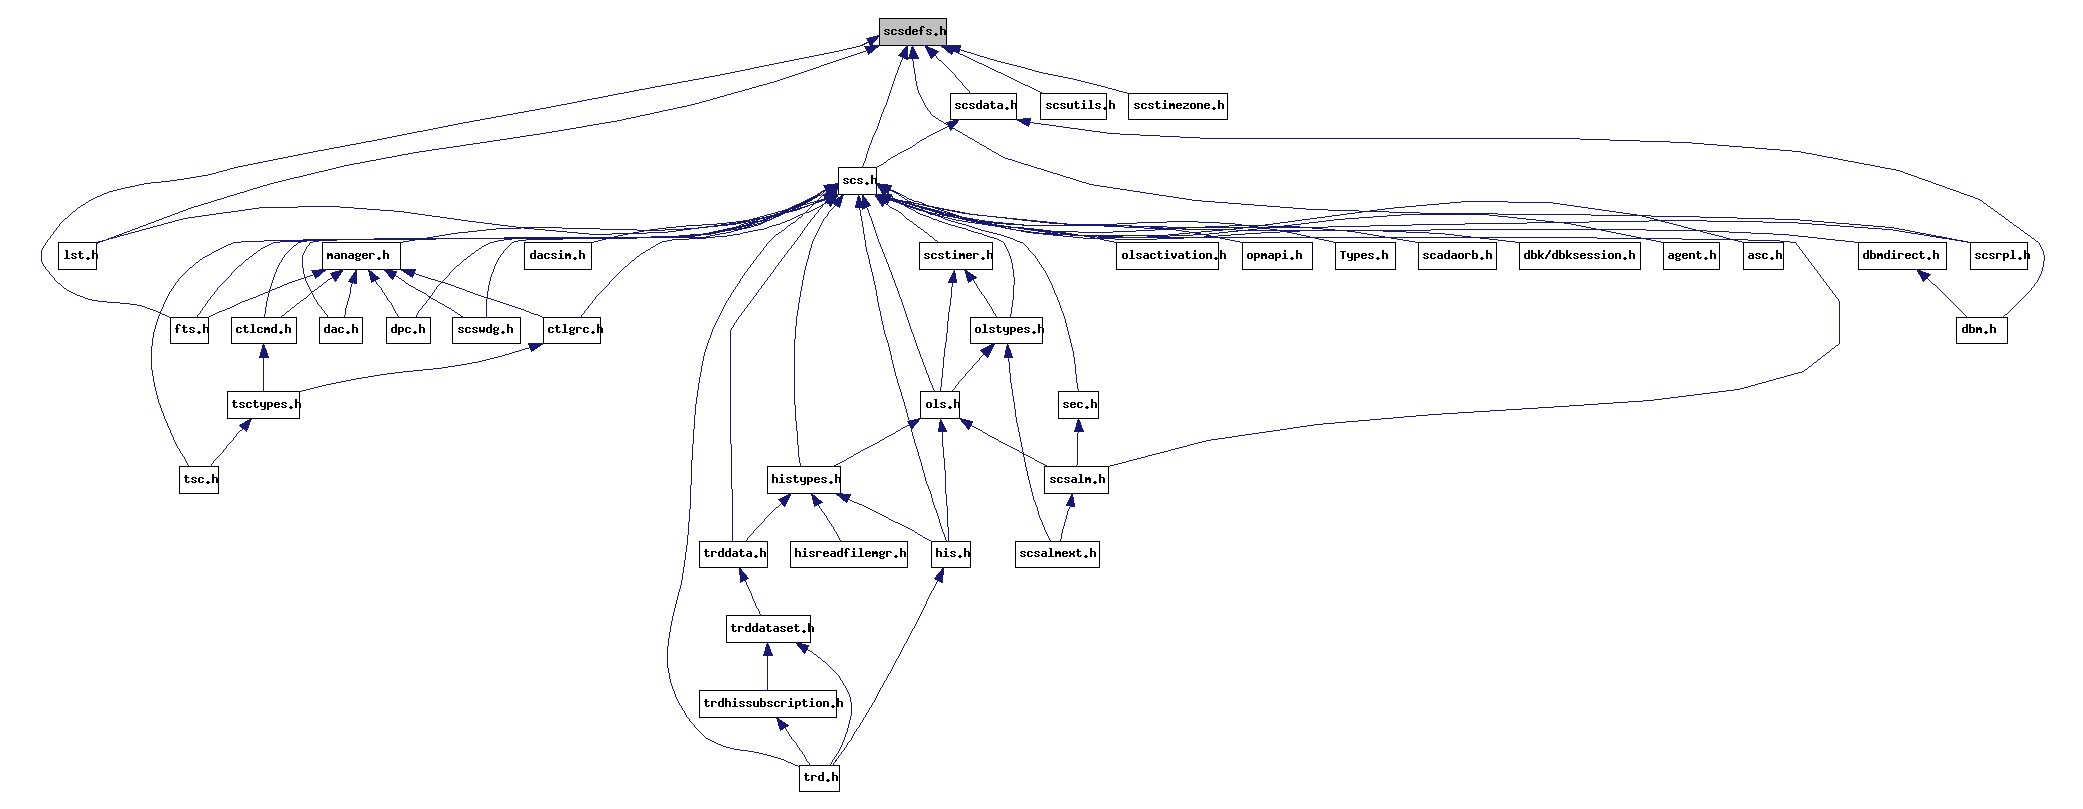 scsdefs.h
scsdata.h
scsutils.h
scstimezone.h
scs.h
lst.h
manager.h
dacsim.h
scstimer.h
olsactivation.h
opmapi.h
Types.h
scadaorb.h
dbk/dbksession.h
agent.h
asc.h
dbmdirect.h
scsrpl.h
fts.h
ctlcmd.h
dac.h
dpc.h
scswdg.h
ctlgrc.h
olstypes.h
dbm.h
tsctypes.h
ols.h
sec.h
tsc.h
histypes.h
scsalm.h
trddata.h
hisreadfilemgr.h
his.h
scsalmext.h
trddataset.h
trdhissubscription.h
trd.h